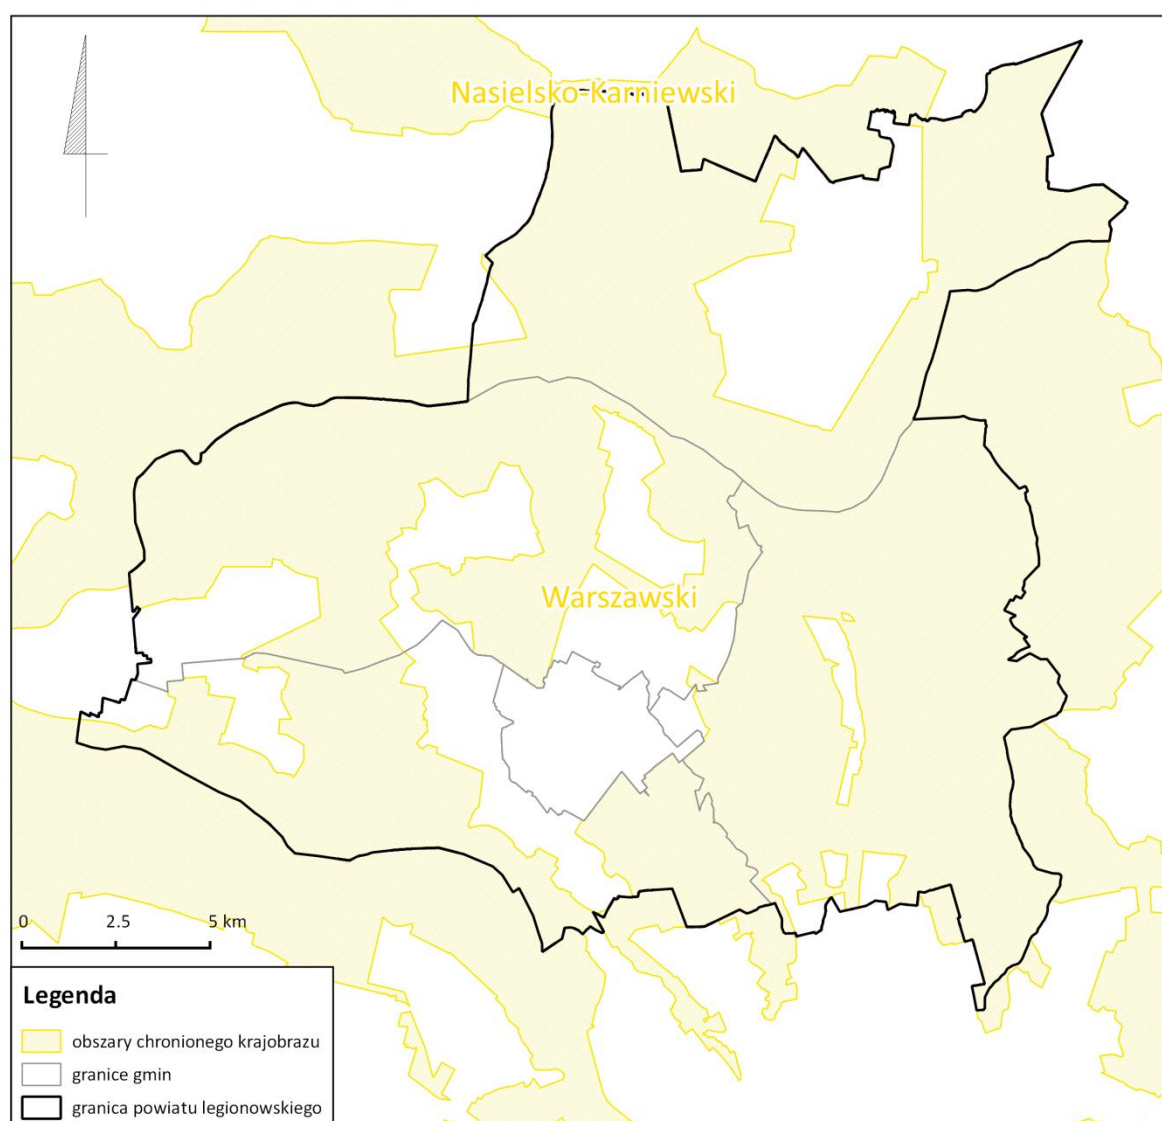 Nasielsko-Karniewski
Warszawski
0 2.5 5 km
Legenda
obszary chronionego krajobrazu
granice gmin
granica powiatu legionowskiego